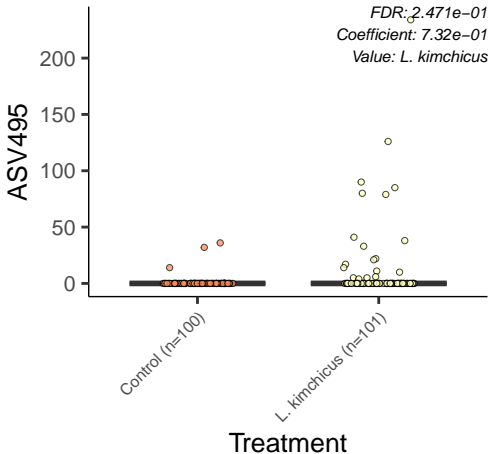 FDR: 2.471e−01
Coefficient: 7.32e−01
Value: L. kimchicus
200
150
100
50
0
ASV495
Control (n=100)
L. kimchicus (n=101)
Treatment